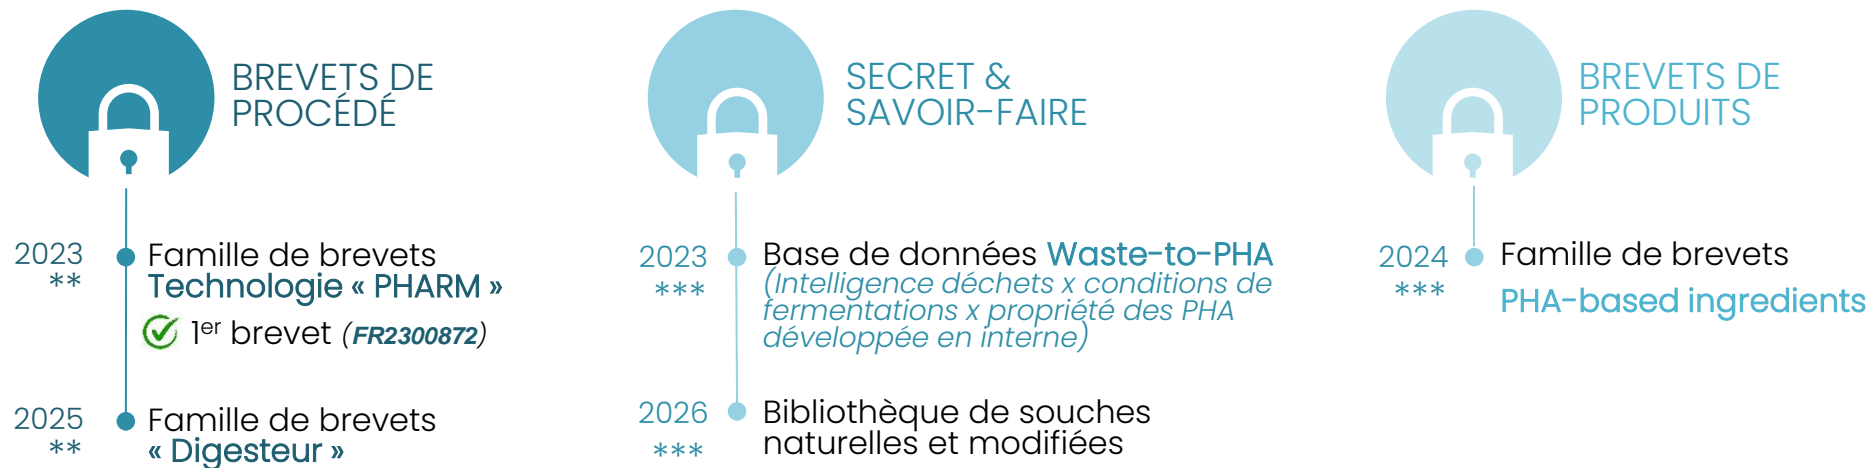 BREVETS DE
PROCÉDÉ
2023
**
Famille de brevets
Technologie « PHARM »
1er brevet (FR2300872)
2025
**
Famille de brevets
« Digesteur »
SECRET &
SAVOIR-FAIRE
2023
***
Base de données Waste-to-PHA
(Intelligence déchets x conditions de
fermentations x propriété des PHA
développée en interne)
2026
***
Bibliothèque de souches
naturelles et modifiées
BREVETS DE
PRODUITS
2024
***
Famille de brevets
PHA-based ingredients